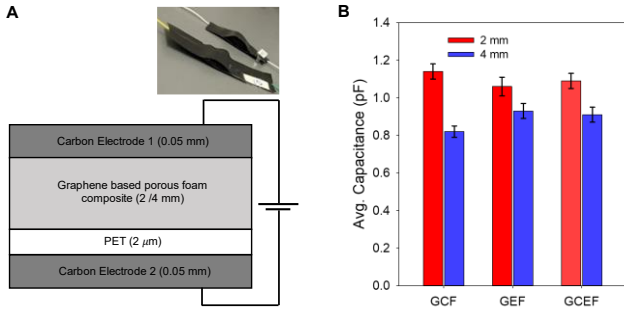 A
Carbon Electrode 1 (0.05 mm)
Graphene based porous foam
composite (2 /4 mm)
PET (2 μm)
Carbon Electrode 2 (0.05 mm)
B
Avg. Capacitance (pF)
1.4
1.2
1.0
0.8
0.6
0.4
0.2
0.0
2 mm
4 mm
GCF
GEF
GCEF